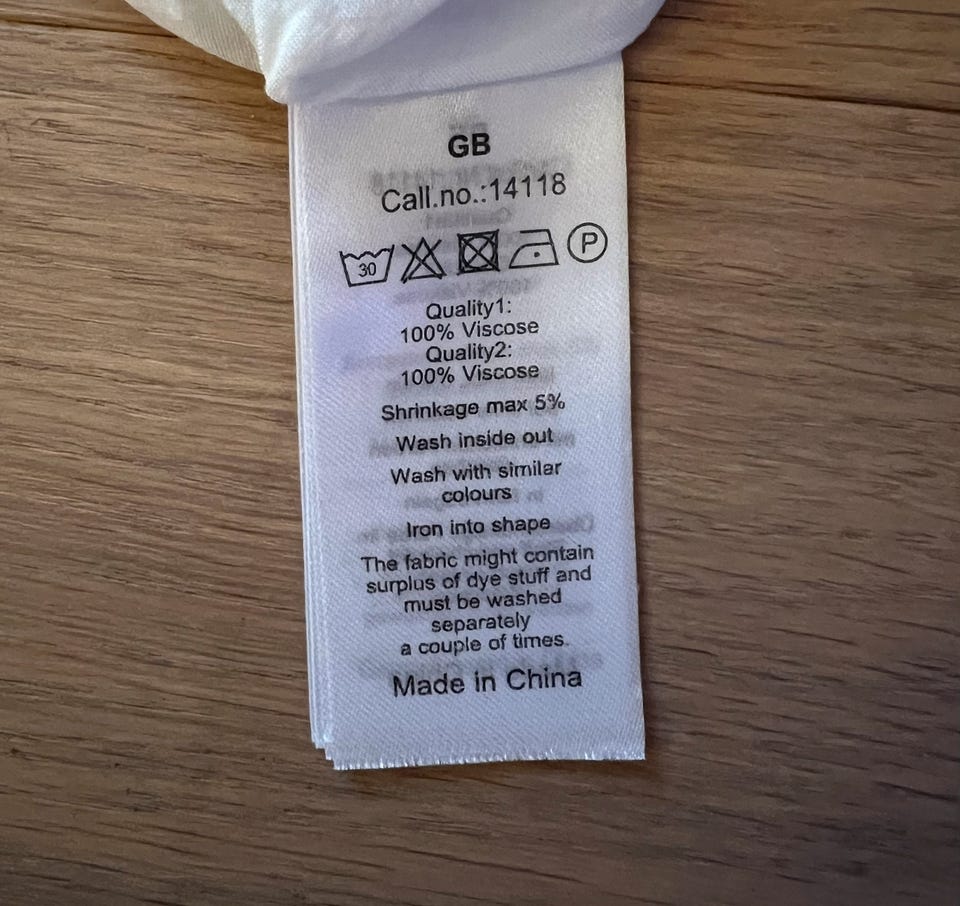 GB
Call.no.:14118
30 P
Quality1:
100% Viscose
Quality2:
100% Viscose
Shrinkage max 5%
Wash inside out
Wash with similar
colours
Iron into shape
The fabric might contain
surplus of dye stuff and
must be washed
separately
a couple of times.
Made in China